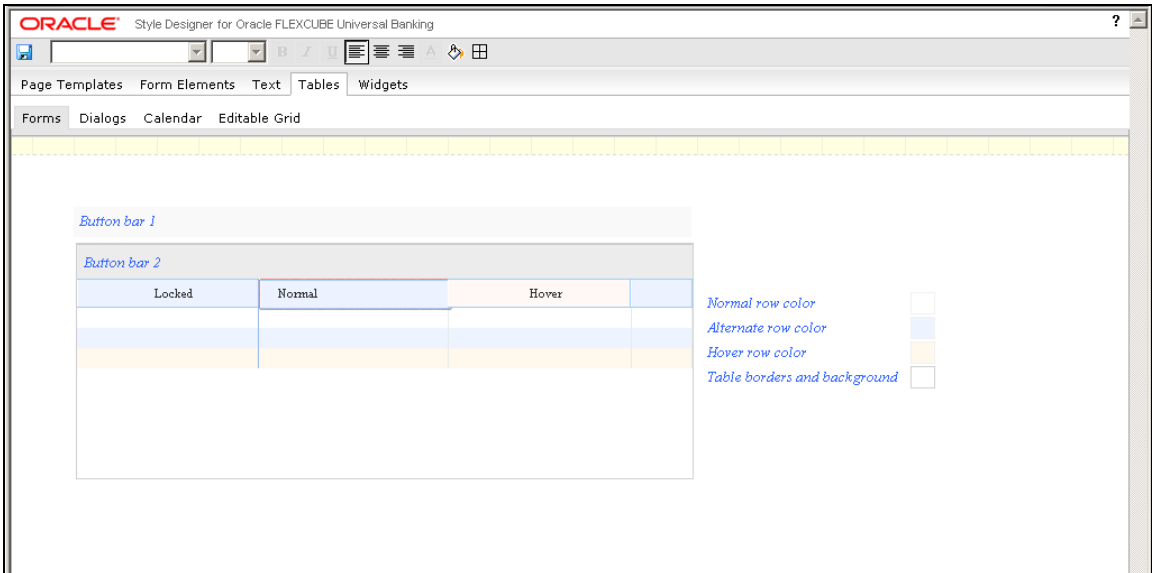 ORACLE® Style Designer for Oracle FLEXCUBE Universal Banking ?
B I U A
Page Templates Form Elements Text Tables Widgets
Forms Dialogs Calendar Editable Grid
Button bar 1
Button bar 2
Locked Normal Hover
Normal row color
Alternate row color
Hover row color
Table borders and background